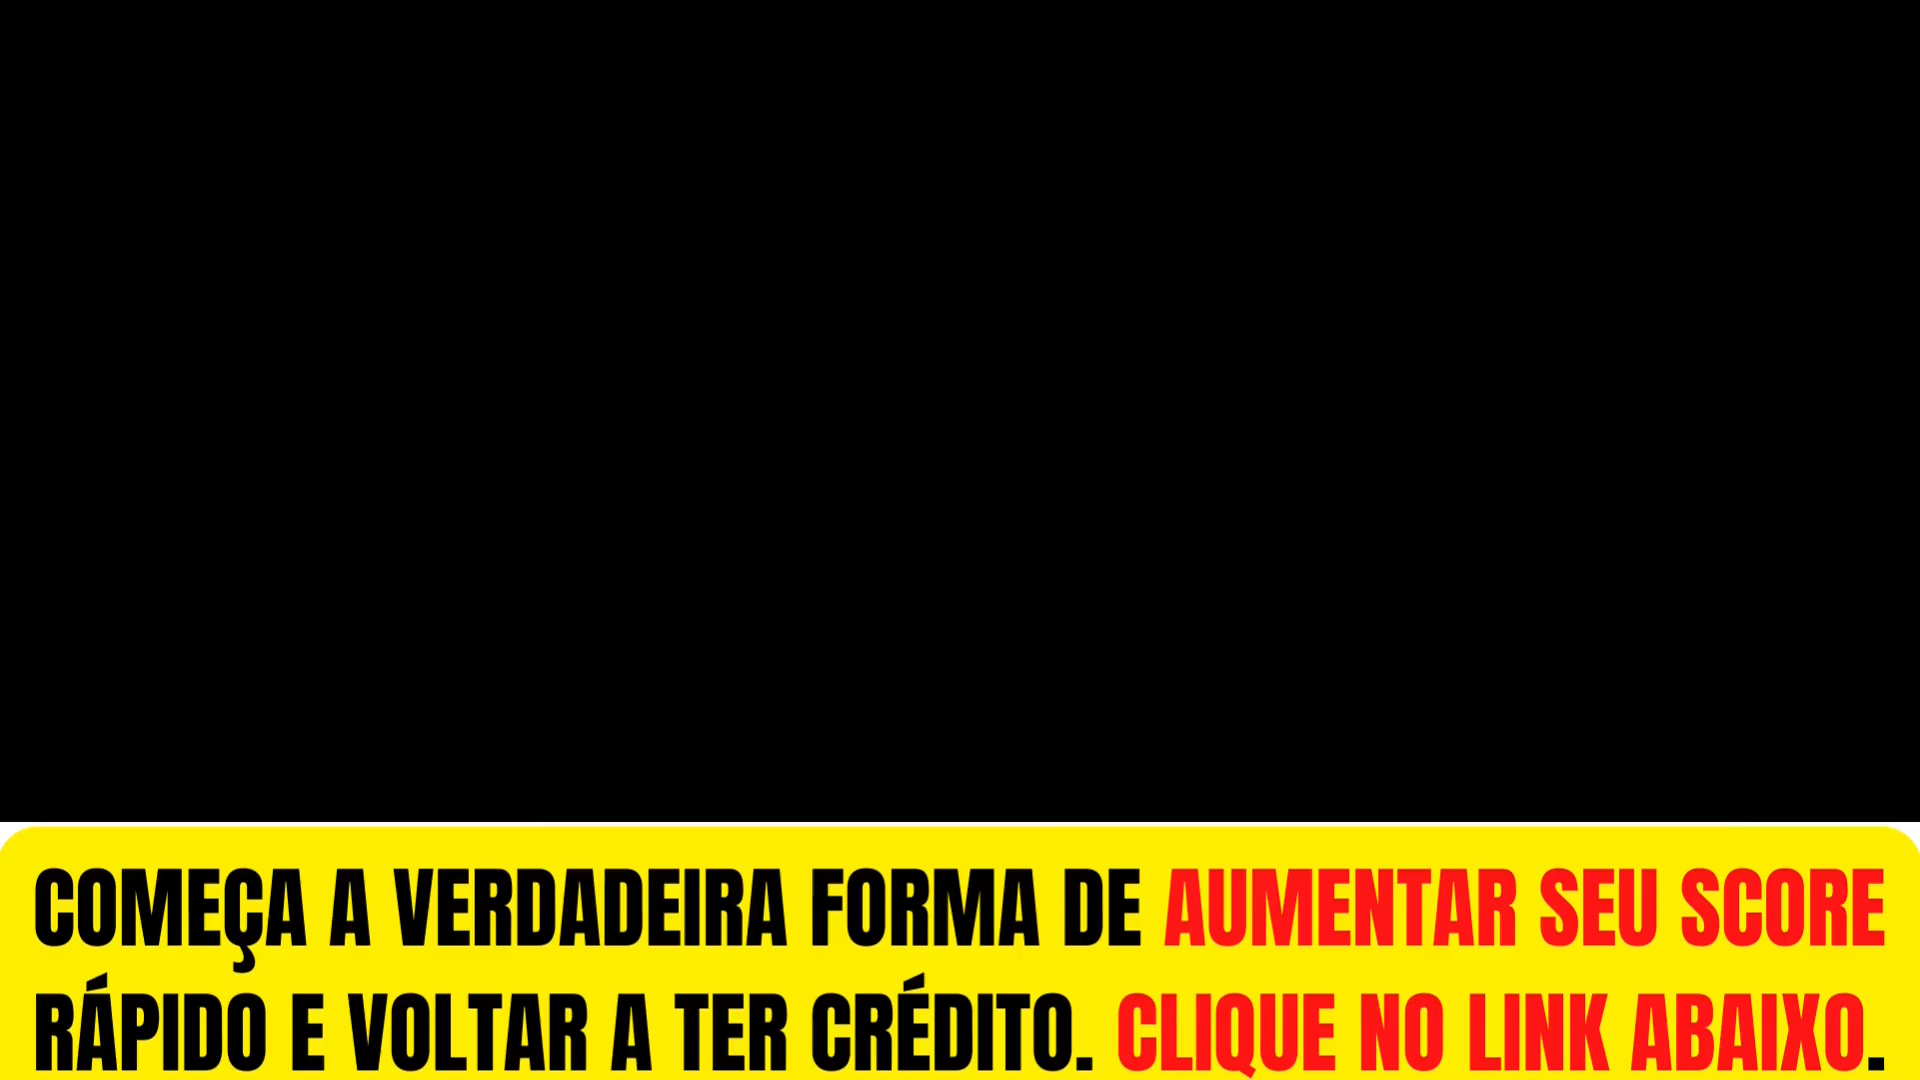 COMEÇA A VERDADEIRA FORMA DE AUMENTAR SEU SCORE
RÁPIDO E VOLTAR A TER CRÉDITO. CLIQUE NO LINK ABAIXO.